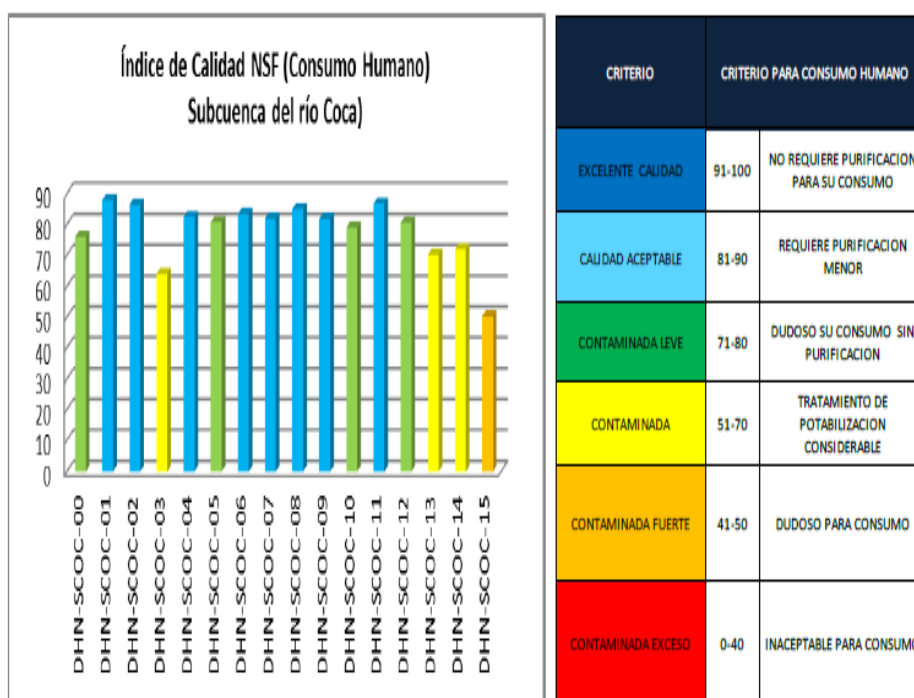 Índice de Calidad NSF (Consumo Humano)
Subcuenca del río Coca)
90
80
70
60
50
40
30
20
10
0
DHN-SCOC-00
DHN-SCOC-01
DHN-SCOC-02
DHN-SCOC-03
DHN-SCOC-04
DHN-SCOC-05
DHN-SCOC-06
DHN-SCOC-07
DHN-SCOC-08
DHN-SCOC-09
DHN-SCOC-10
DHN-SCOC-11
DHN-SCOC-12
DHN-SCOC-13
DHN-SCOC-14
DHN-SCOC-15
CRITERIO
CRITERIO PARA CONSUMO HUMANO
EXCELENTE CALIDAD
91-100
NO REQUIERE PURIFICACION
PARA SU CONSUMO
CALIDAD ACEPTABLE
81-90
REQUIERE PURIFICACION
MENOR
CONTAMINADA LEVE
71-80
DUDOSO SU CONSUMO SIN
PURIFICACION
CONTAMINADA
51-70
TRATAMIENTO DE
POTABILIZACION
CONSIDERABLE
CONTAMINADA FUERTE
41-50
DUDOSO PARA CONSUMO
CONTAMINADA EXCESO
0-40
INACEPTABLE PARA CONSUMO